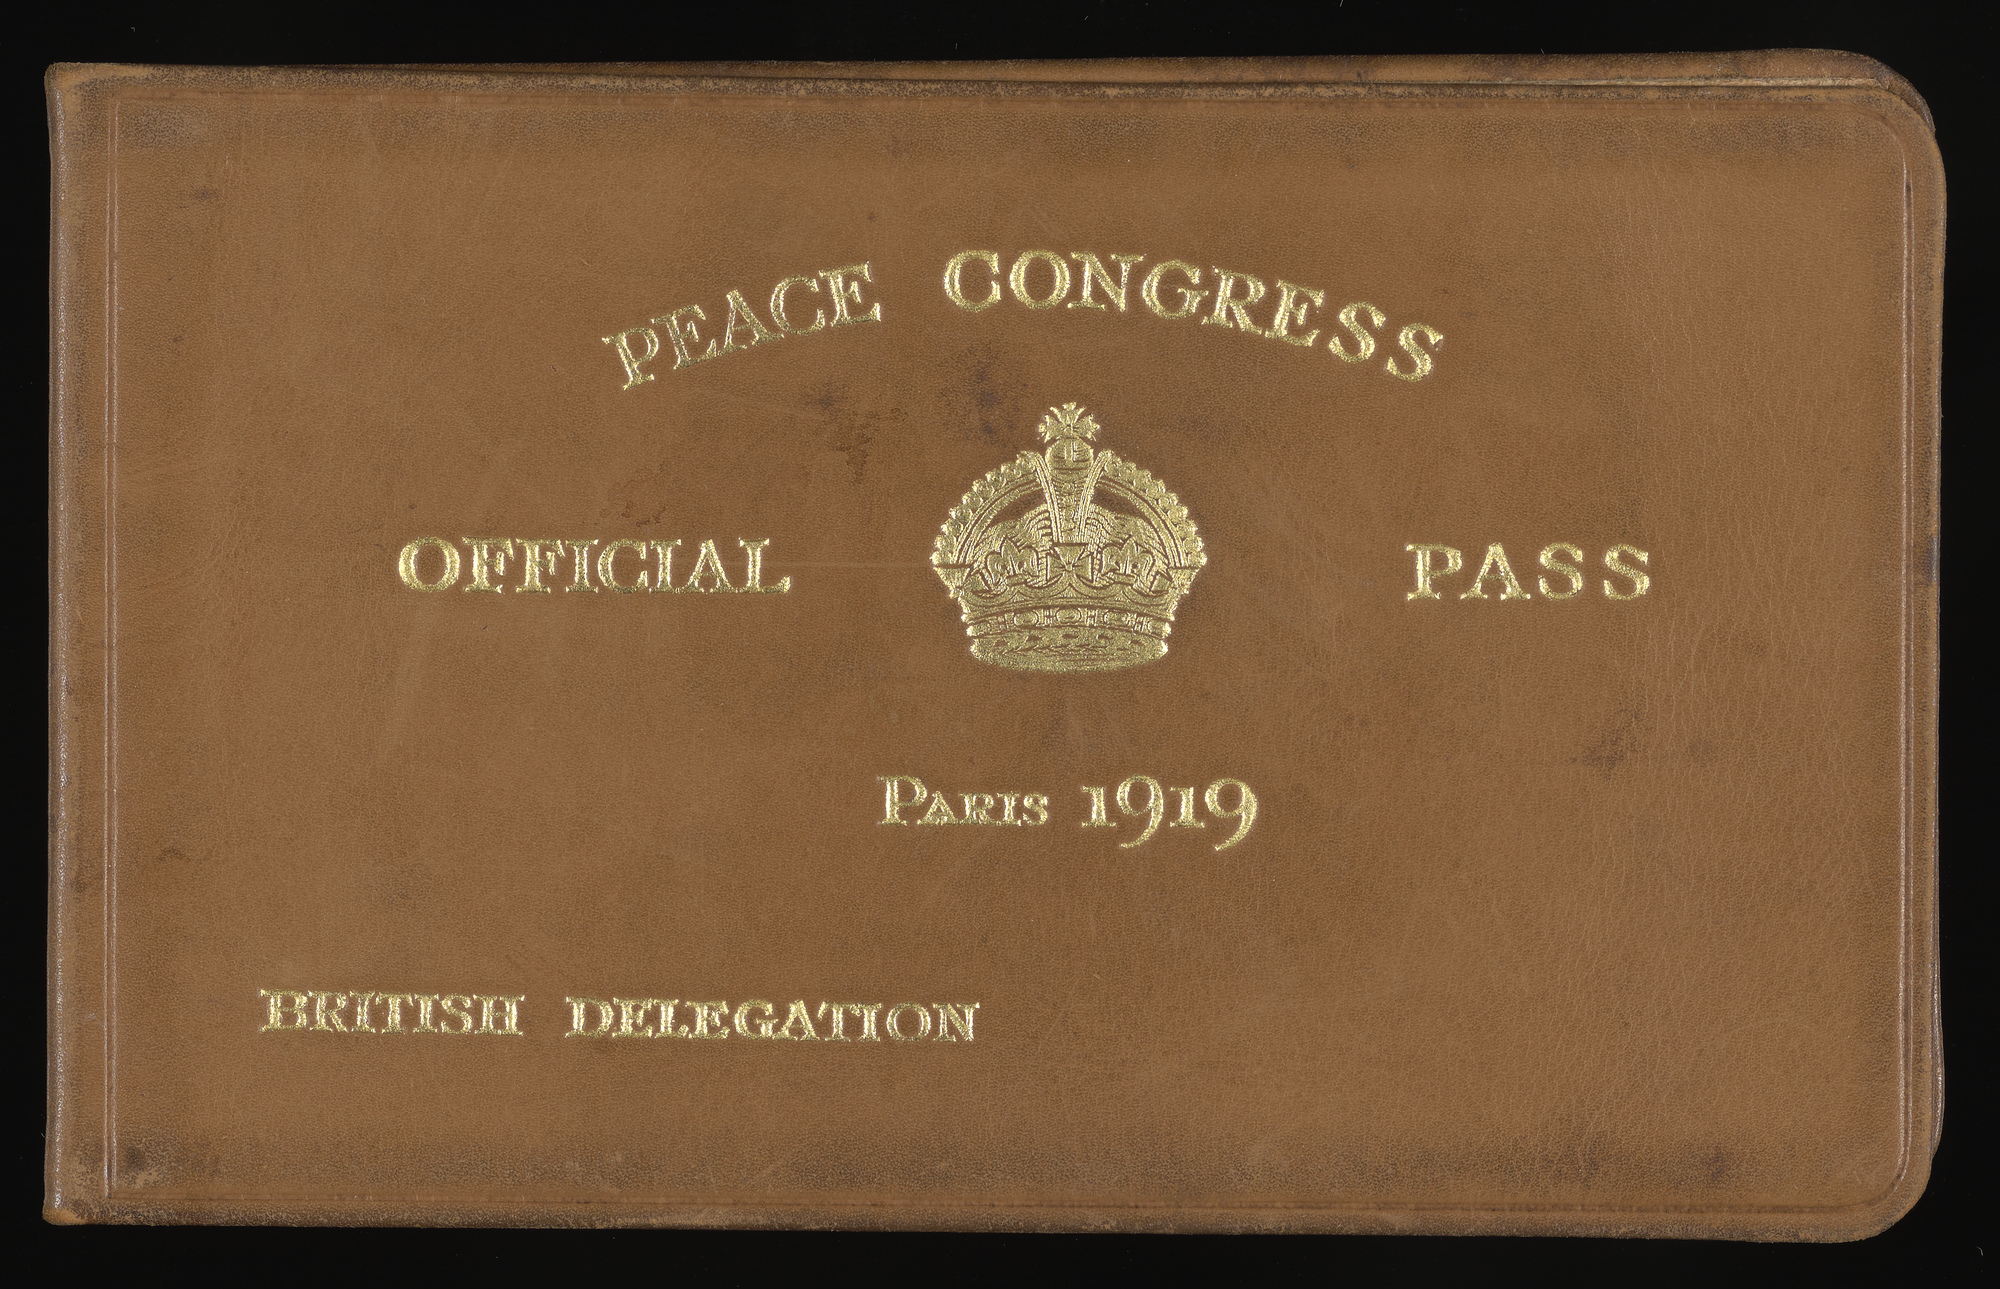 PEACE CONGRESS
OFFICIAL PASS
PARIS 1919
BRITISH DELEGATION